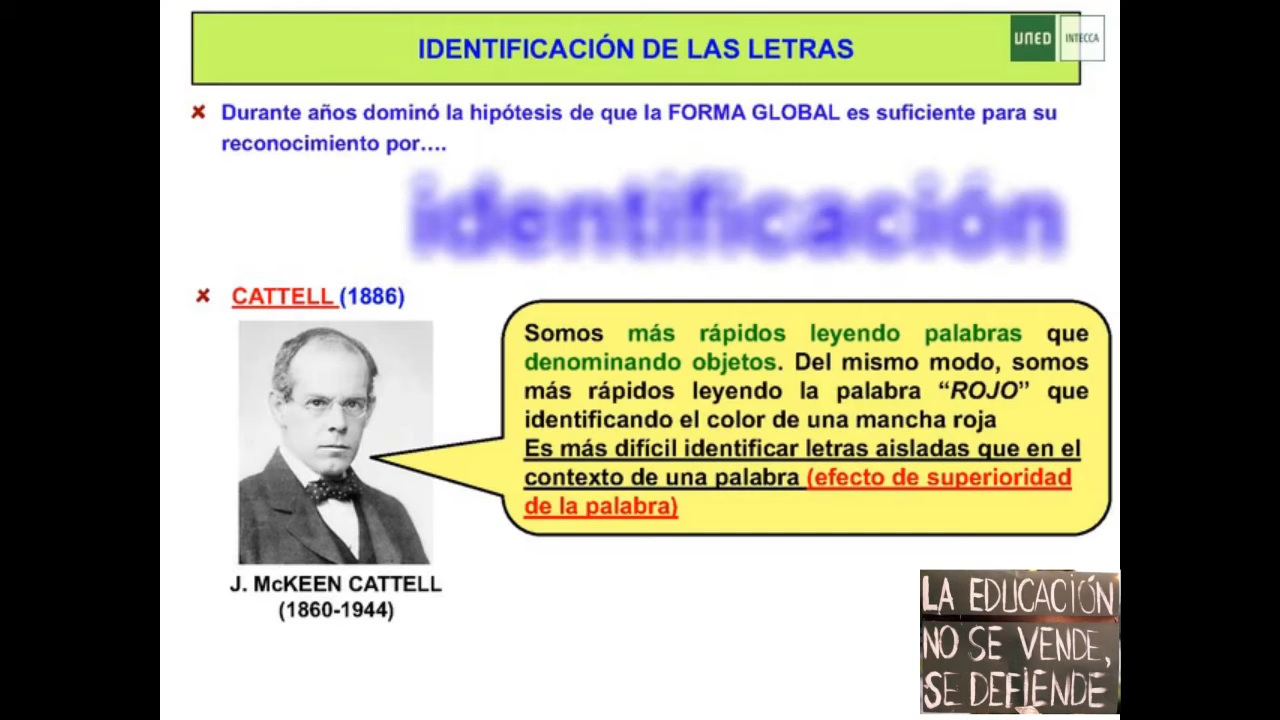 IDENTIFICACIÓN DE LAS LETRAS
UNED
INTECCA
Durante años dominó la hipótesis de que la FORMA GLOBAL es suficiente para su
reconocimiento por….
identificación
CATTELL (1886)
Somos más rápidos leyendo palabras que
denominando objetos. Del mismo modo, somos
más rápidos leyendo la palabra “ROJO” que
identificando el color de una mancha roja
Es más difícil identificar letras aisladas que en el
contexto de una palabra (efecto de superioridad
de la palabra)
J. McKEEN CATTELL
(1860-1944)
LA EDUCACIÓN
NO SE VENDE,
SE DEFIENDE